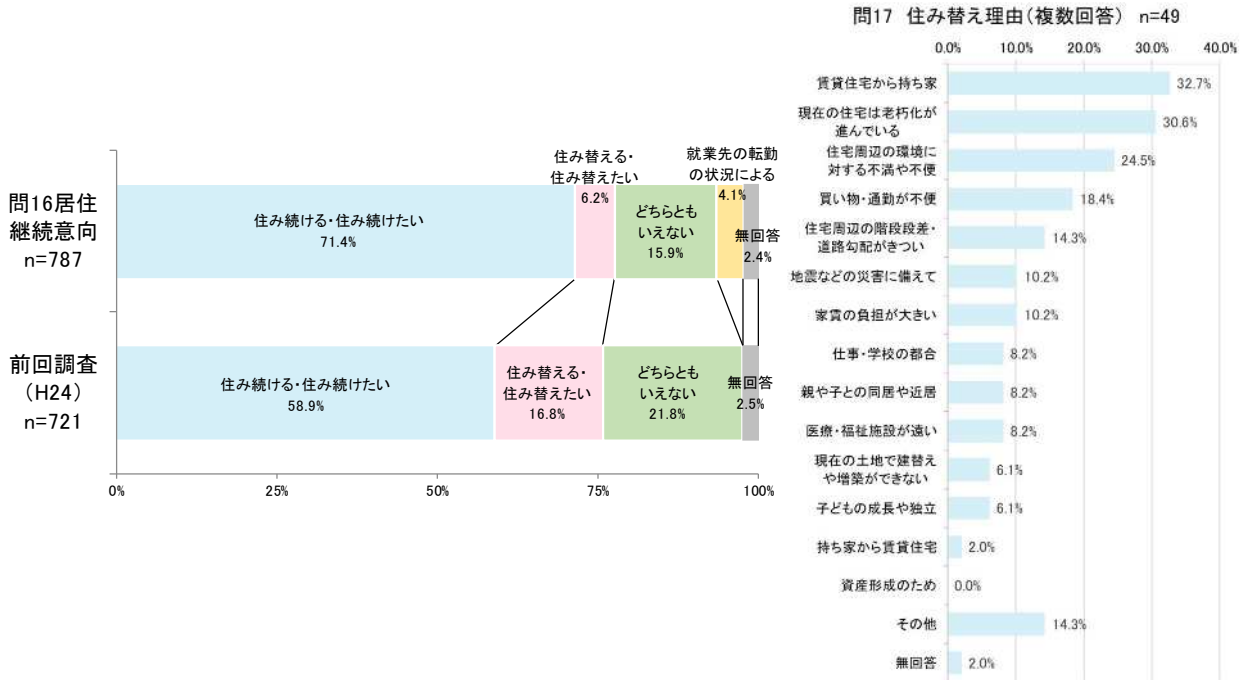 住み替える・
住み替えたい
6.2%
就業先の転勤
の状況による
4.1%
問16居住
継続意向
n=787
住み続ける・住み続けたい
71.4%
どちらとも
いえない
15.9%
無回答
2.4%
前回調査
(H24)
n=721
住み続ける・住み続けたい
58.9%
住み替える・
住み替えたい
16.8%
どちらとも
いえない
21.8%
無回答
2.5%
0%
25%
50%
75%
100%
問17 住み替え理由(複数回答) n=49
0.0%
10.0%
20.0%
30.0%
40.0%
賃貸住宅から持ち家
32.7%
現在の住宅は老朽化が
進んでいる
30.6%
住宅周辺の環境に
対する不満や不便
24.5%
買い物・通勤が不便
18.4%
住宅周辺の階段段差・
道路勾配がきつい
14.3%
地震などの災害に備えて
10.2%
家賃の負担が大きい
10.2%
仕事・学校の都合
8.2%
親や子との同居や近居
8.2%
医療・福祉施設が遠い
8.2%
現在の土地で建替え
や増築ができない
6.1%
子どもの成長や独立
6.1%
持ち家から賃貸住宅
2.0%
資産形成のため
0.0%
その他
14.3%
無回答
2.0%